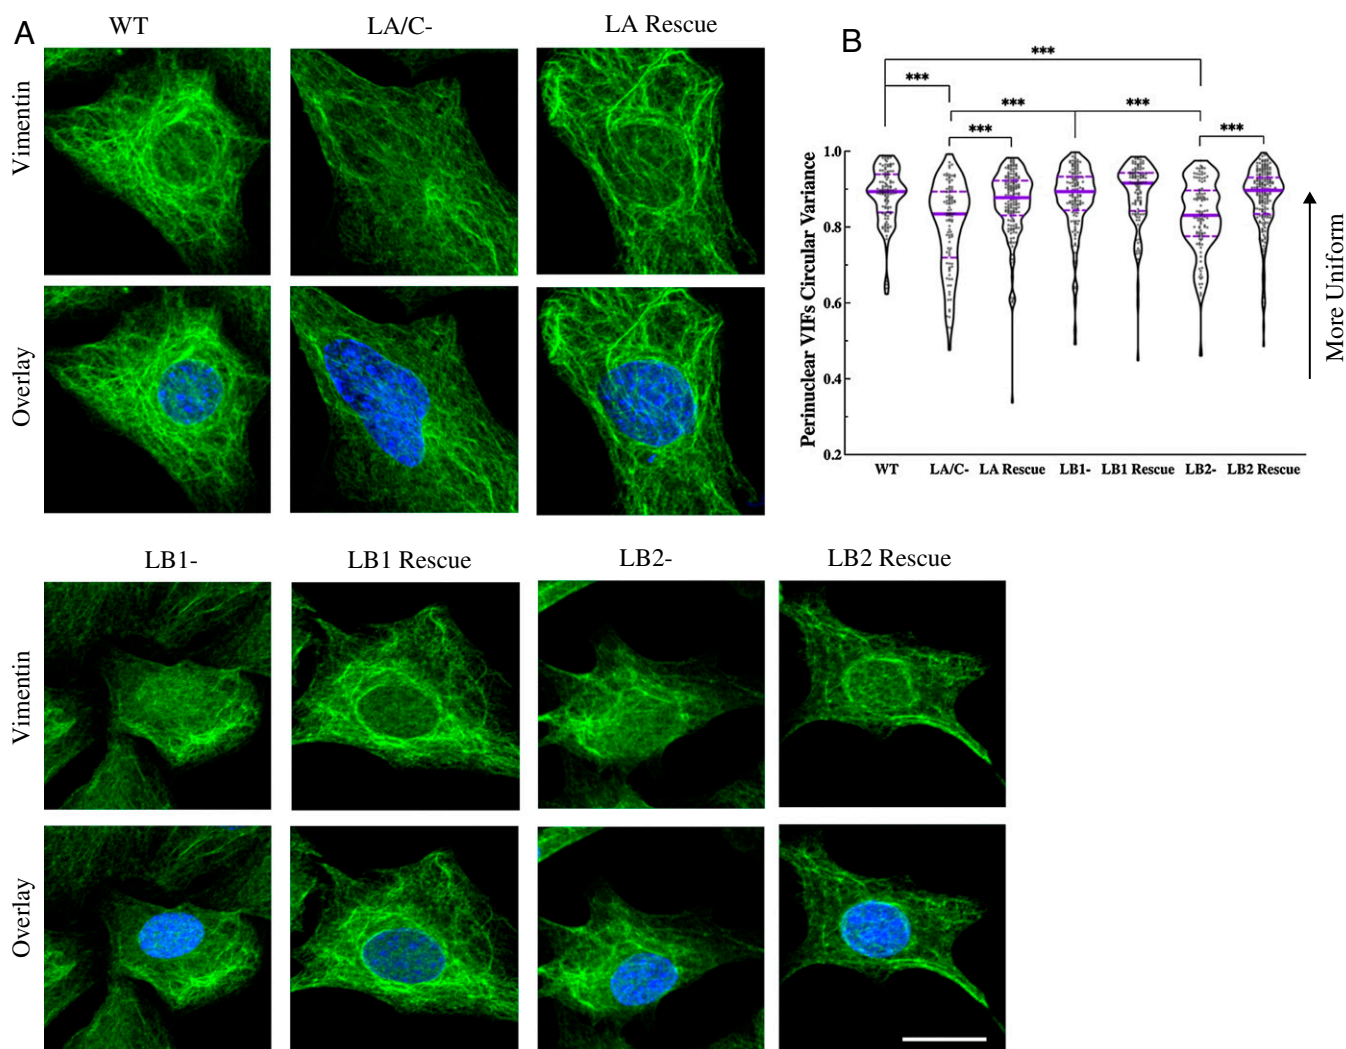 A
WT
LA/C-
LA Rescue
Vimentin
Overlay
B
***
***
***
***
***
***
Perinuclear VIFs Circular Variance
1.0
0.8
0.6
0.4
0.2
WT
LA/C-
LA Rescue
LB1-
LB1 Rescue
LB2-
LB2 Rescue
More Uniform
LB1-
LB1 Rescue
LB2-
LB2 Rescue
Vimentin
Overlay